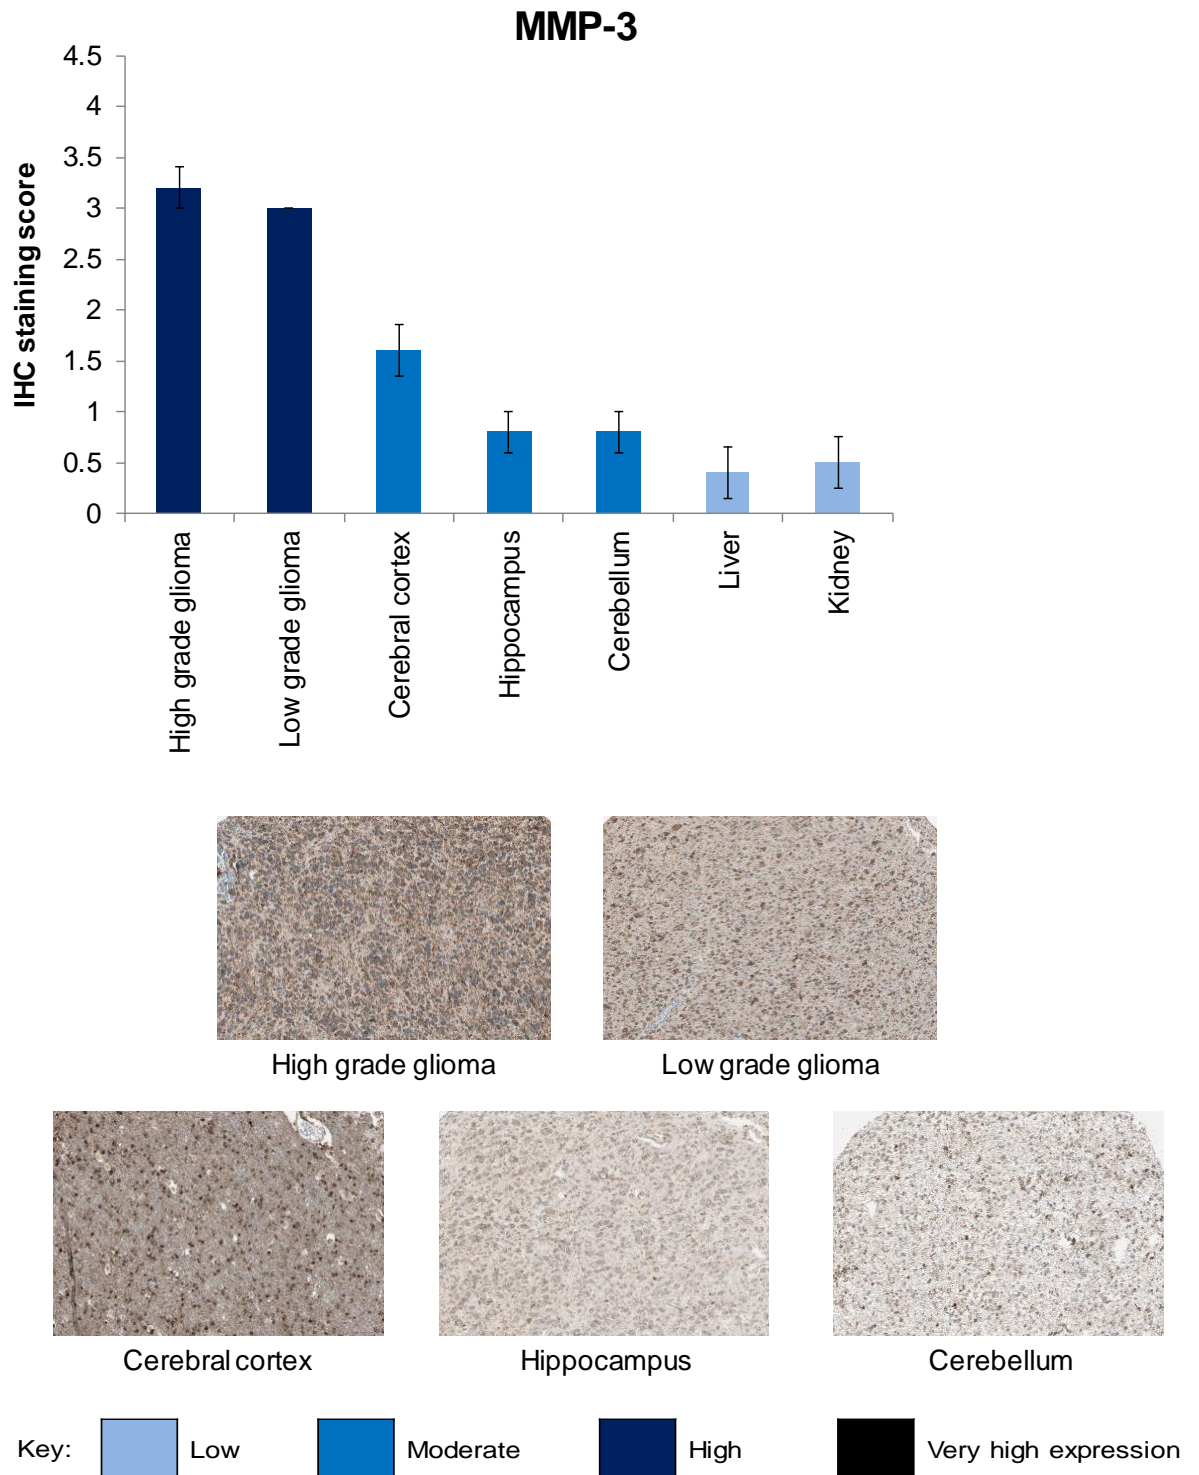 MMP-3
IHC staining score
4.5
4
3.5
3
2.5
2
1.5
1
0.5
0
High grade glioma
Low grade glioma
Cerebral cortex
Hippocampus
Cerebellum
Liver
Kidney
High grade glioma
Low grade glioma
Cerebral cortex
Hippocampus
Cerebellum
Key: Low Moderate High Very high expression